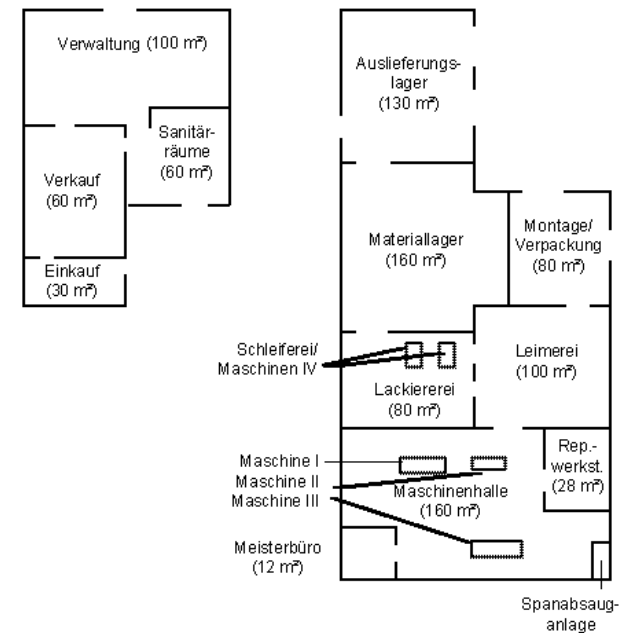 Verwaltung (100 m²)
Sanitär-
räume
(60 m²)
Verkauf
(60 m²)
Einkauf
(30 m²)
Auslieferungs-
lager
(130 m²)
Materiallager
(160 m²)
Montage/
Verpackung
(80 m²)
Schleiferei/
Maschinen IV
Lackiererei
(80 m²)
Leimerei
(100 m²)
Maschine I
Maschine II
Maschine III
Maschinenhalle
(160 m²)
Rep.-
werkst.
(28 m²)
Meisterbüro
(12 m²)
Spanabsaug-
anlage